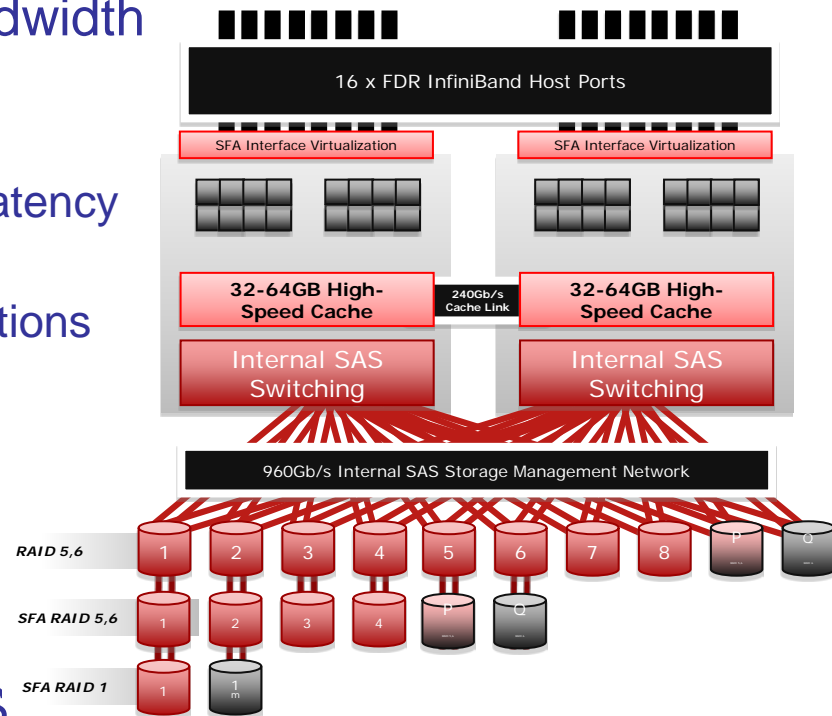 dwidth
16 x FDR InfiniBand Host Ports
SFA Interface Virtualization
SFA Interface Virtualization
atency
32-64GB High-
Speed Cache
240Gb/s
Cache Link
32-64GB High-
Speed Cache
tions
Internal SAS
Switching
Internal SAS
Switching
960Gb/s Internal SAS Storage Management Network
RAID 5,6
1
2
3
4
5
6
7
8
P
Q
SFA RAID 5,6
1
2
3
4
P
Q
SFA RAID 1
1
1
m
s